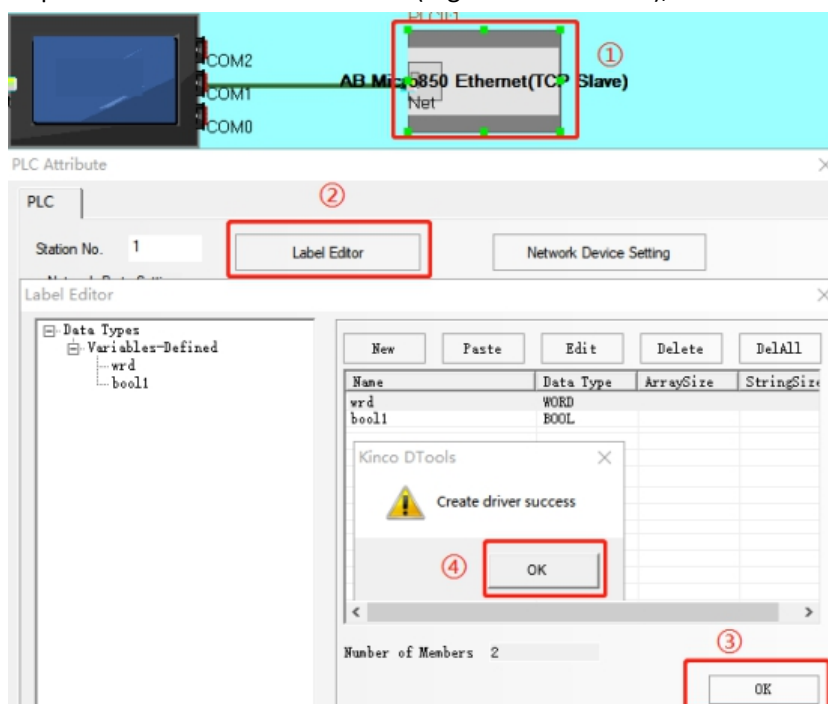 COM2
①
AB Micro850 Ethernet(TCP Slave)
COM1
Net
COM0
PLC Attribute
②
PLC
Station No. 1
Label Editor
Network Device Setting
Label Editor
Data Types
Variables-Defined
wrd
bool1
New Paste Edit Delete DelAll
Name Data Type ArraySize StringSize
wrd WORD
bool1 BOOL
Kinco DTools
Create driver success
④
OK
Number of Members 2
③
OK